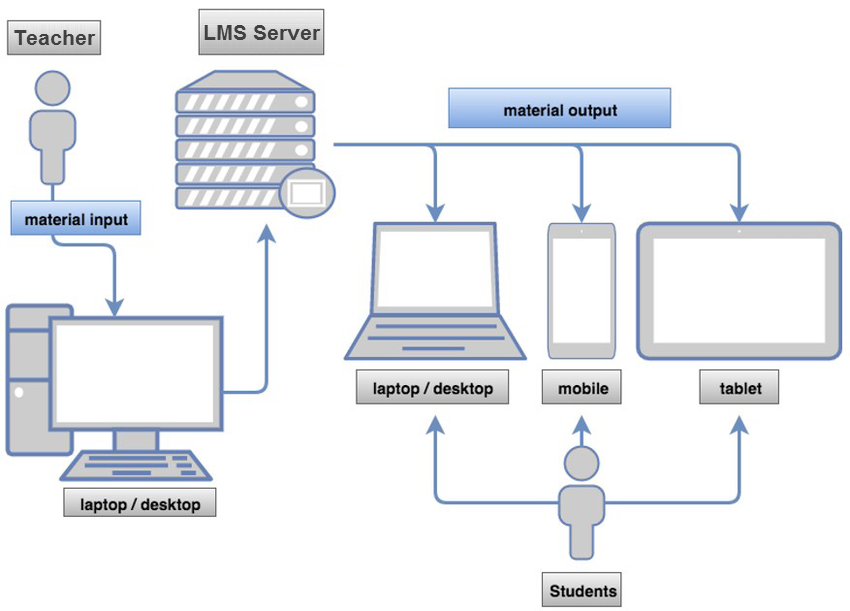 Teacher
LMS Server
material output
material input
laptop / desktop
mobile
tablet
laptop / desktop
Students